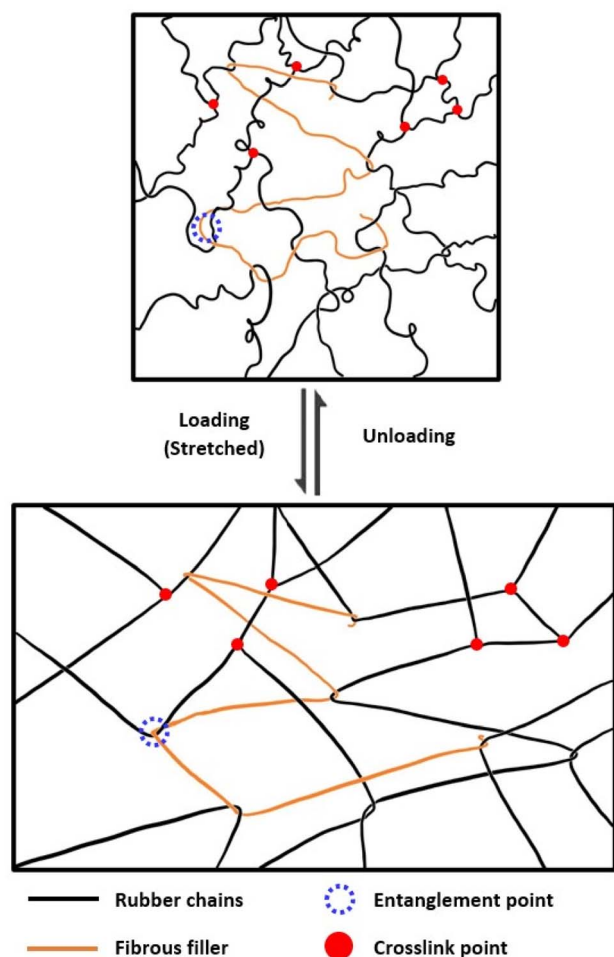 Loading
(Stretched)
Unloading
Rubber chains
Entanglement point
Fibrous filler
Crosslink point